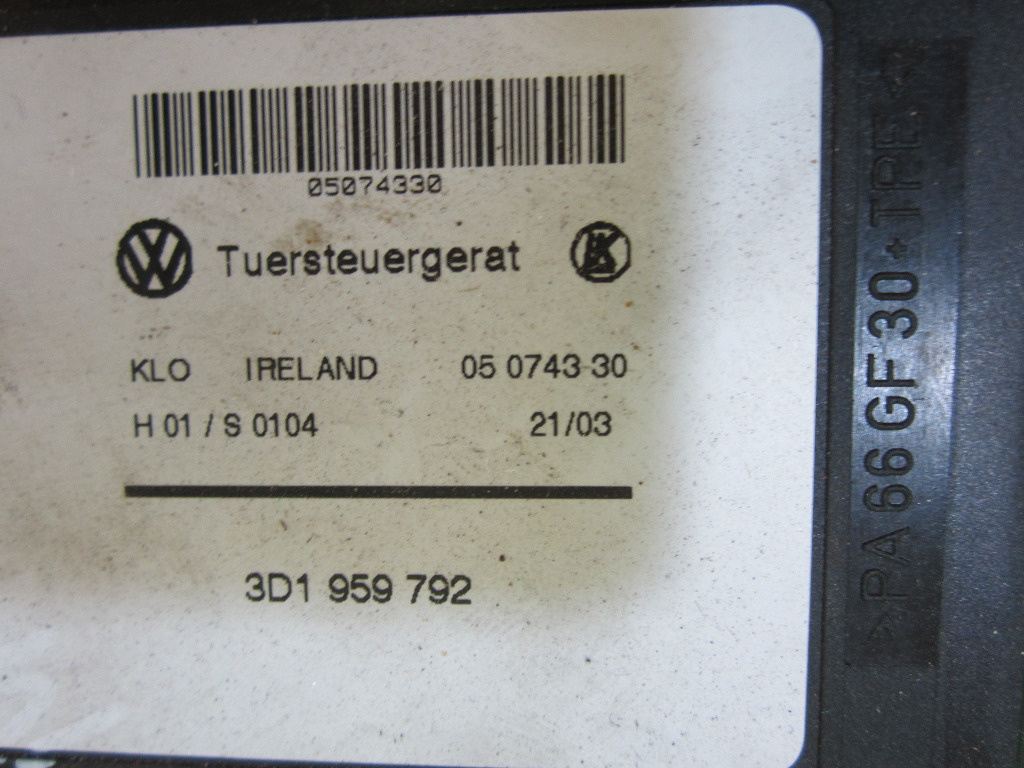 05074330
VW Tuersteuergerat K
KLO IRELAND 05 0743 30
H 01 / S 0104 21/03
3D1 959 792
>PA 66 GF 30 + TPE<